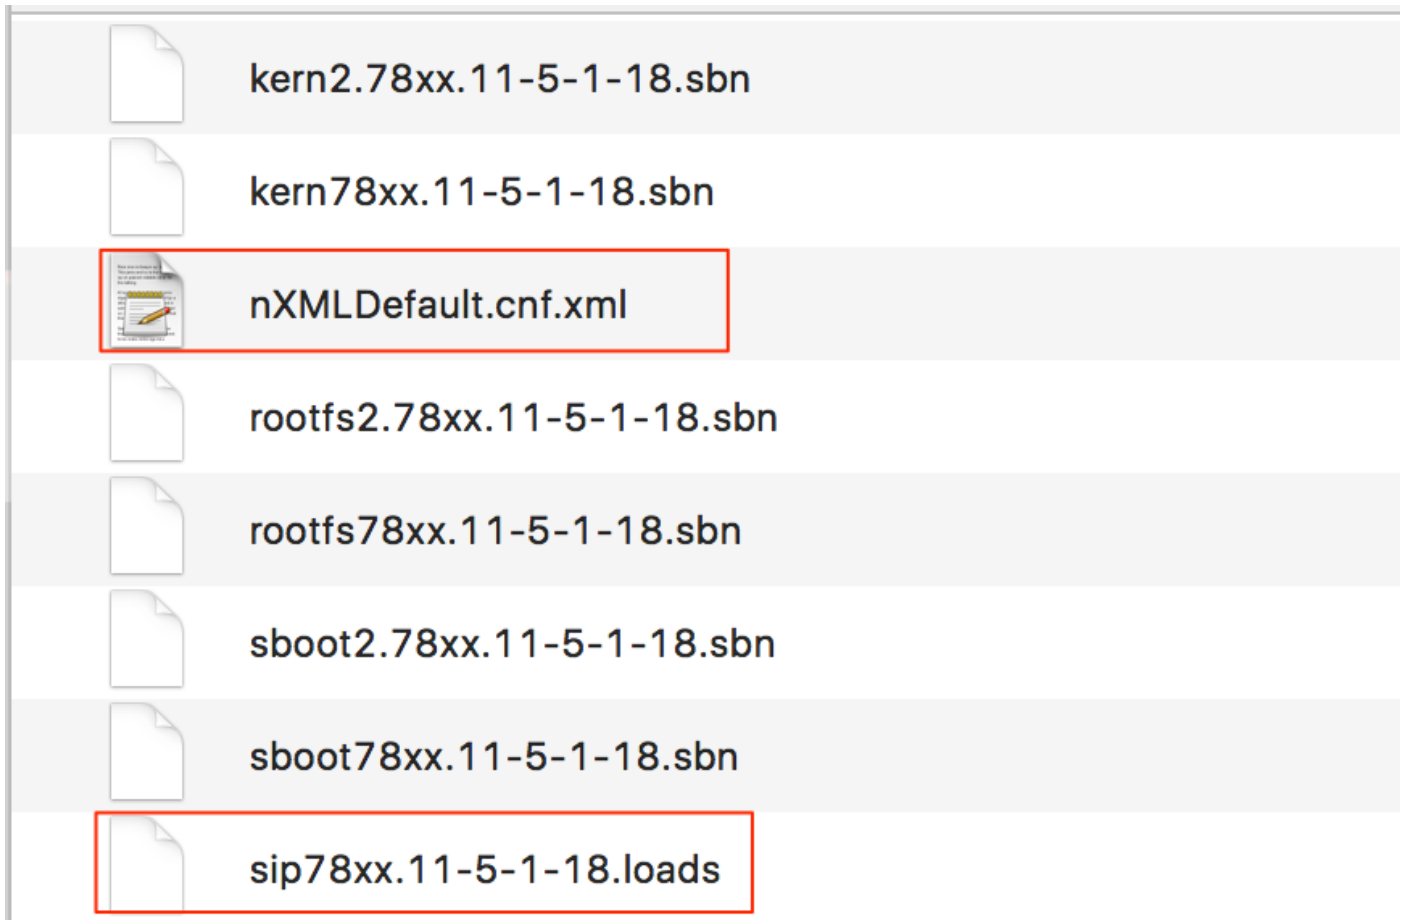 kern2.78xx.11-5-1-18.sbn
kern78xx.11-5-1-18.sbn
nXMLDefault.cnf.xml
rootfs2.78xx.11-5-1-18.sbn
rootfs78xx.11-5-1-18.sbn
sboot2.78xx.11-5-1-18.sbn
sboot78xx.11-5-1-18.sbn
sip78xx.11-5-1-18.loads